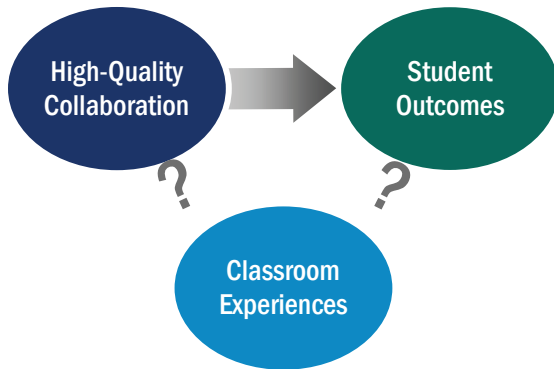 High-Quality
Collaboration
Student
Outcomes
?
?
Classroom
Experiences